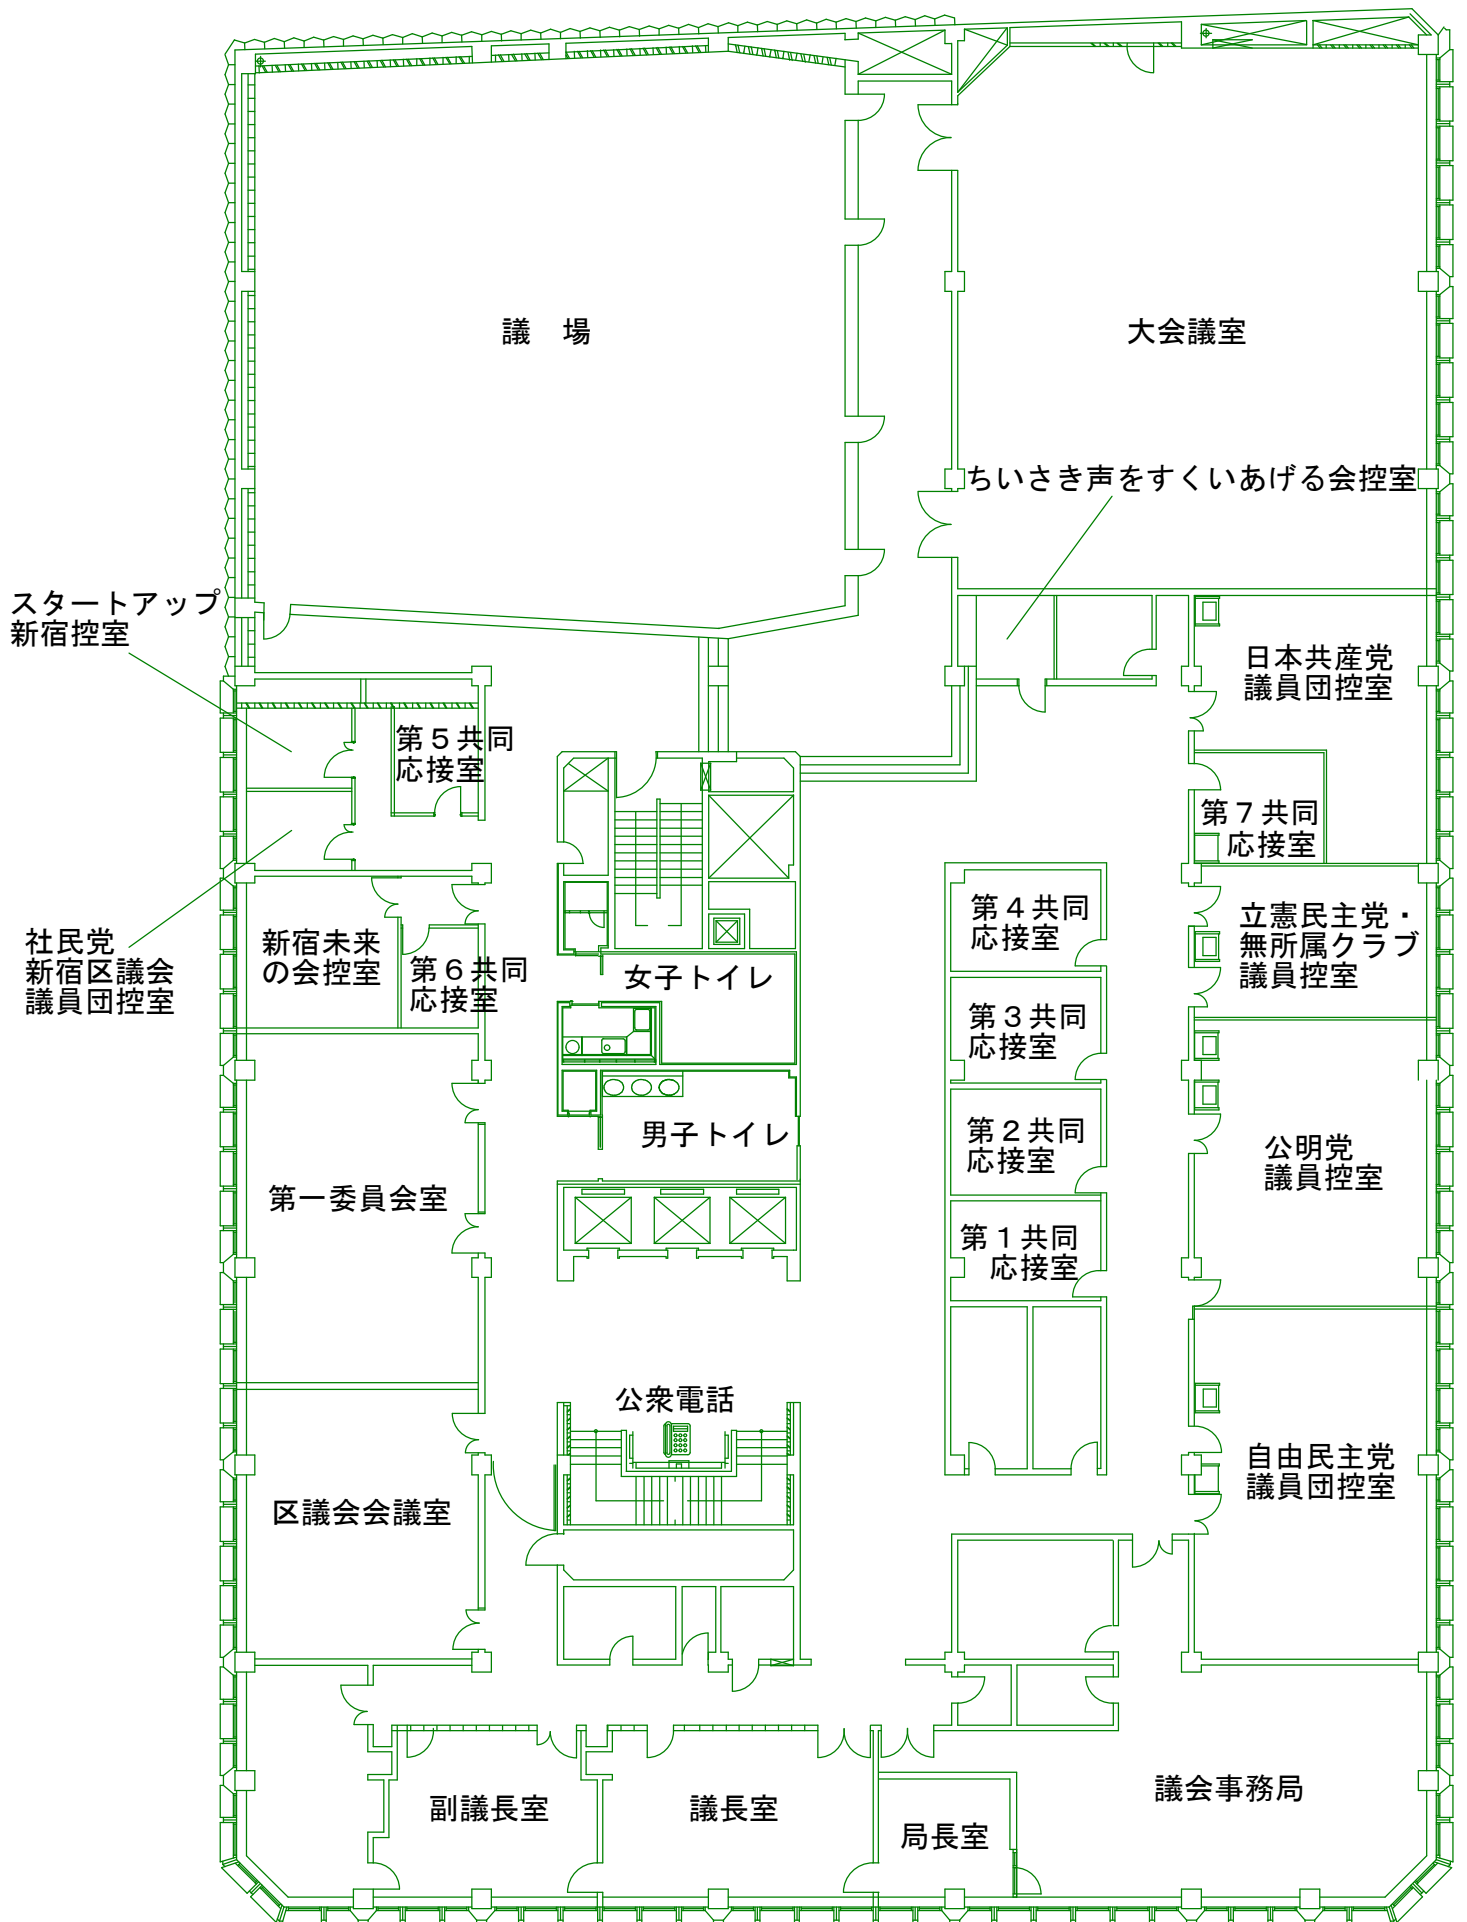 議　場
大会議室
ちいさき声をすくいあげる会控室
スタートアップ
新宿控室
日本共産党
議員団控室
第５共同
応接室
第７共同
応接室
社民党
新宿区議会
議員団控室
新宿未来
の会控室
第６共同
応接室
女子トイレ
第４共同
応接室
立憲民主党・
無所属クラブ
議員控室
第３共同
応接室
男子トイレ
第２共同
応接室
公明党
議員控室
第一委員会室
第１共同
応接室
公衆電話
自由民主党
議員団控室
区議会会議室
副議長室
議長室
局長室
議会事務局